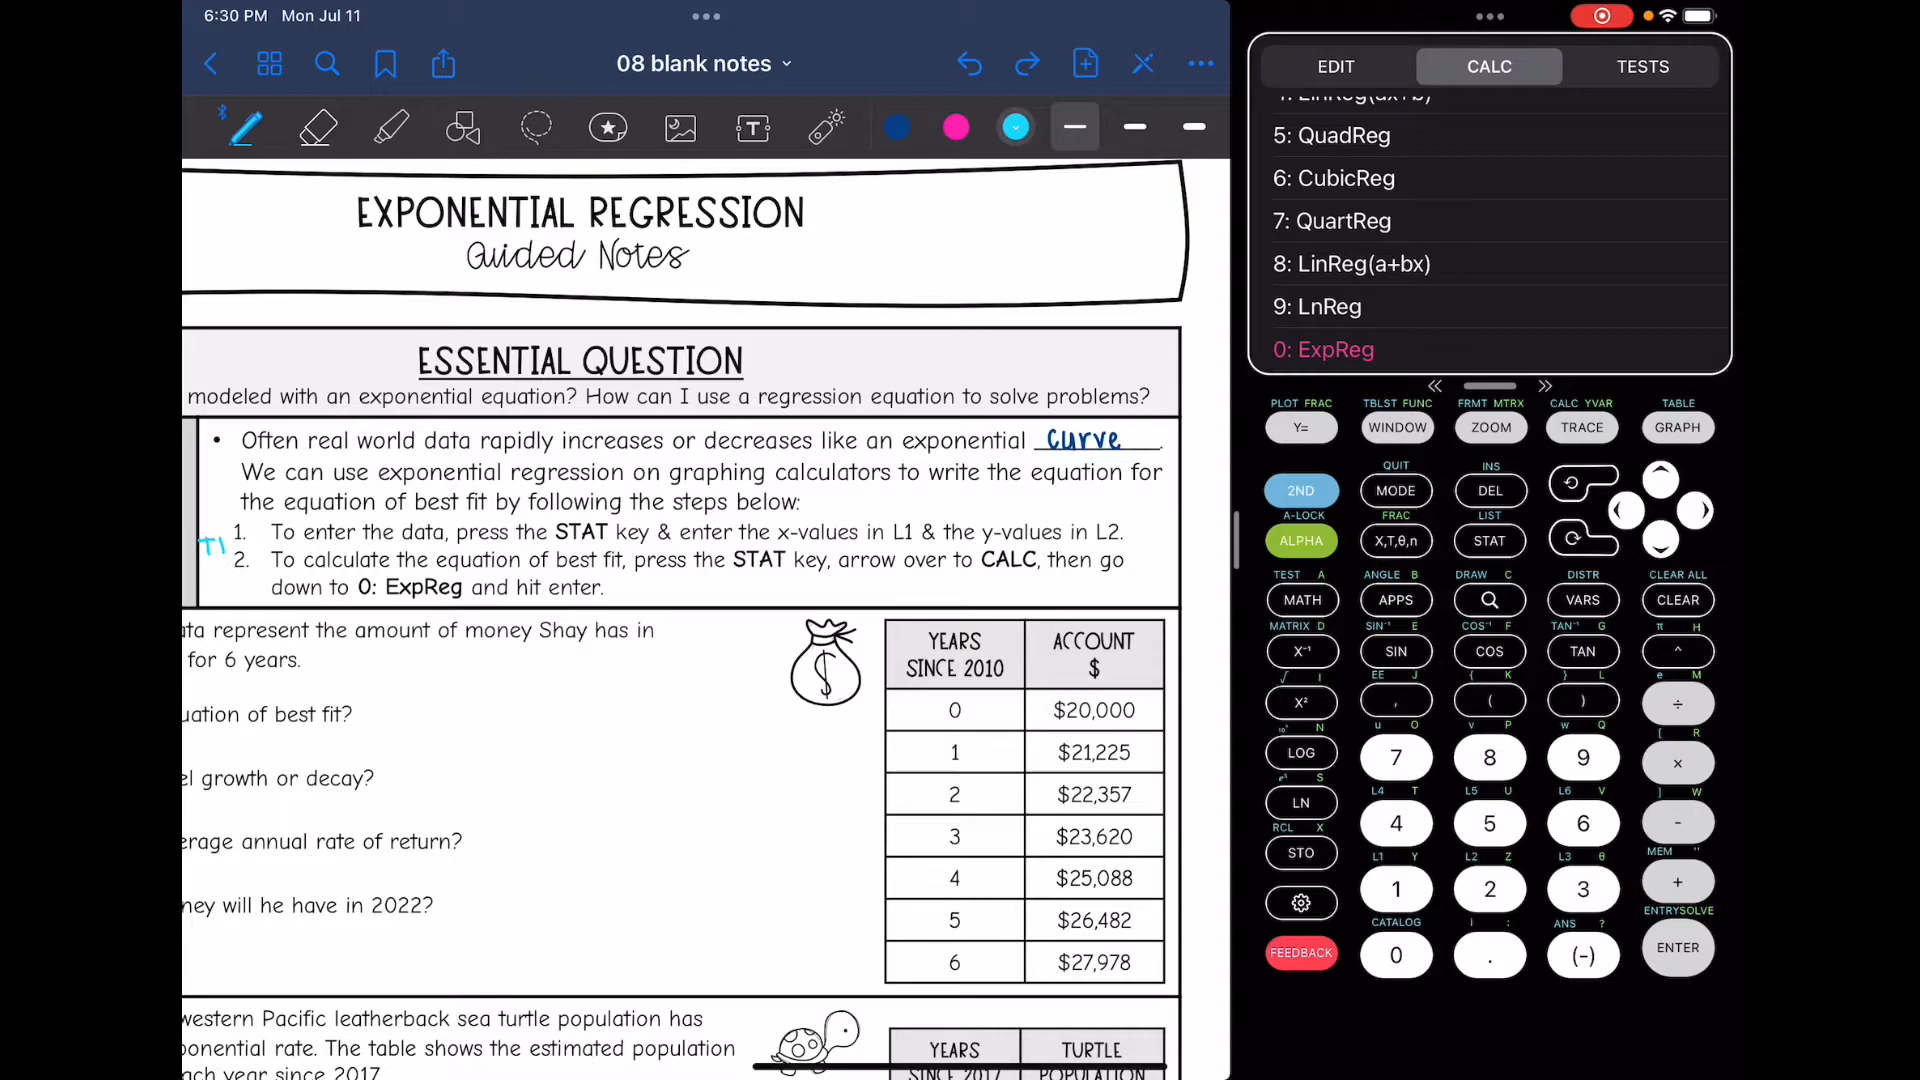 6:30 PM Mon Jul 11
08 blank notes
EXPONENTIAL REGRESSION
Guided Notes
ESSENTIAL QUESTION
modeled with an exponential equation? How can I use a regression equation to solve problems?
• Often real world data rapidly increases or decreases like an exponential curve.
We can use exponential regression on graphing calculators to write the equation for
the equation of best fit by following the steps below:
1. To enter the data, press the STAT key & enter the x-values in L1 & the y-values in L2.
TI
2. To calculate the equation of best fit, press the STAT key, arrow over to CALC, then go
down to 0: ExpReg and hit enter.
ata represent the amount of money Shay has in
for 6 years.
uation of best fit?
el growth or decay?
erage annual rate of return?
ney will he have in 2022?
$
YEARS SINCE 2010 ACCOUNT $
0 $20,000
1 $21,225
2 $22,357
3 $23,620
4 $25,088
5 $26,482
6 $27,978
western Pacific leatherback sea turtle population has
ponential rate. The table shows the estimated population
ach year since 2017
YEARS TURTLE
SINCE 2017 POPULATION
EDIT CALC TESTS
4: LinReg(ax+b)
5: QuadReg
6: CubicReg
7: QuartReg
8: LinReg(a+bx)
9: LnReg
0: ExpReg
PLOT FRAC TBLST FUNC FRMT MTRX CALC YVAR TABLE
Y= WINDOW ZOOM TRACE GRAPH
QUIT INS
2ND MODE DEL
A-LOCK FRAC LIST
ALPHA X,T,θ,n STAT
TEST A ANGLE B DRAW C DISTR CLEAR ALL
MATH APPS VARS CLEAR
MATRIX D SIN⁻¹ E COS⁻¹ F TAN⁻¹ G π H
X⁻¹ SIN COS TAN ^
√ I EE J { K } L e M
X² , ( ) ÷
10ˣ N u O v P w Q [ R
LOG 7 8 9 ×
eˣ S L4 T L5 U L6 V ] W
LN 4 5 6 -
RCL X L1 Y L2 Z L3 θ MEM "
STO 1 2 3 +
CATALOG i : ANS ? ENTRYSOLVE
FEEDBACK 0 . (-) ENTER